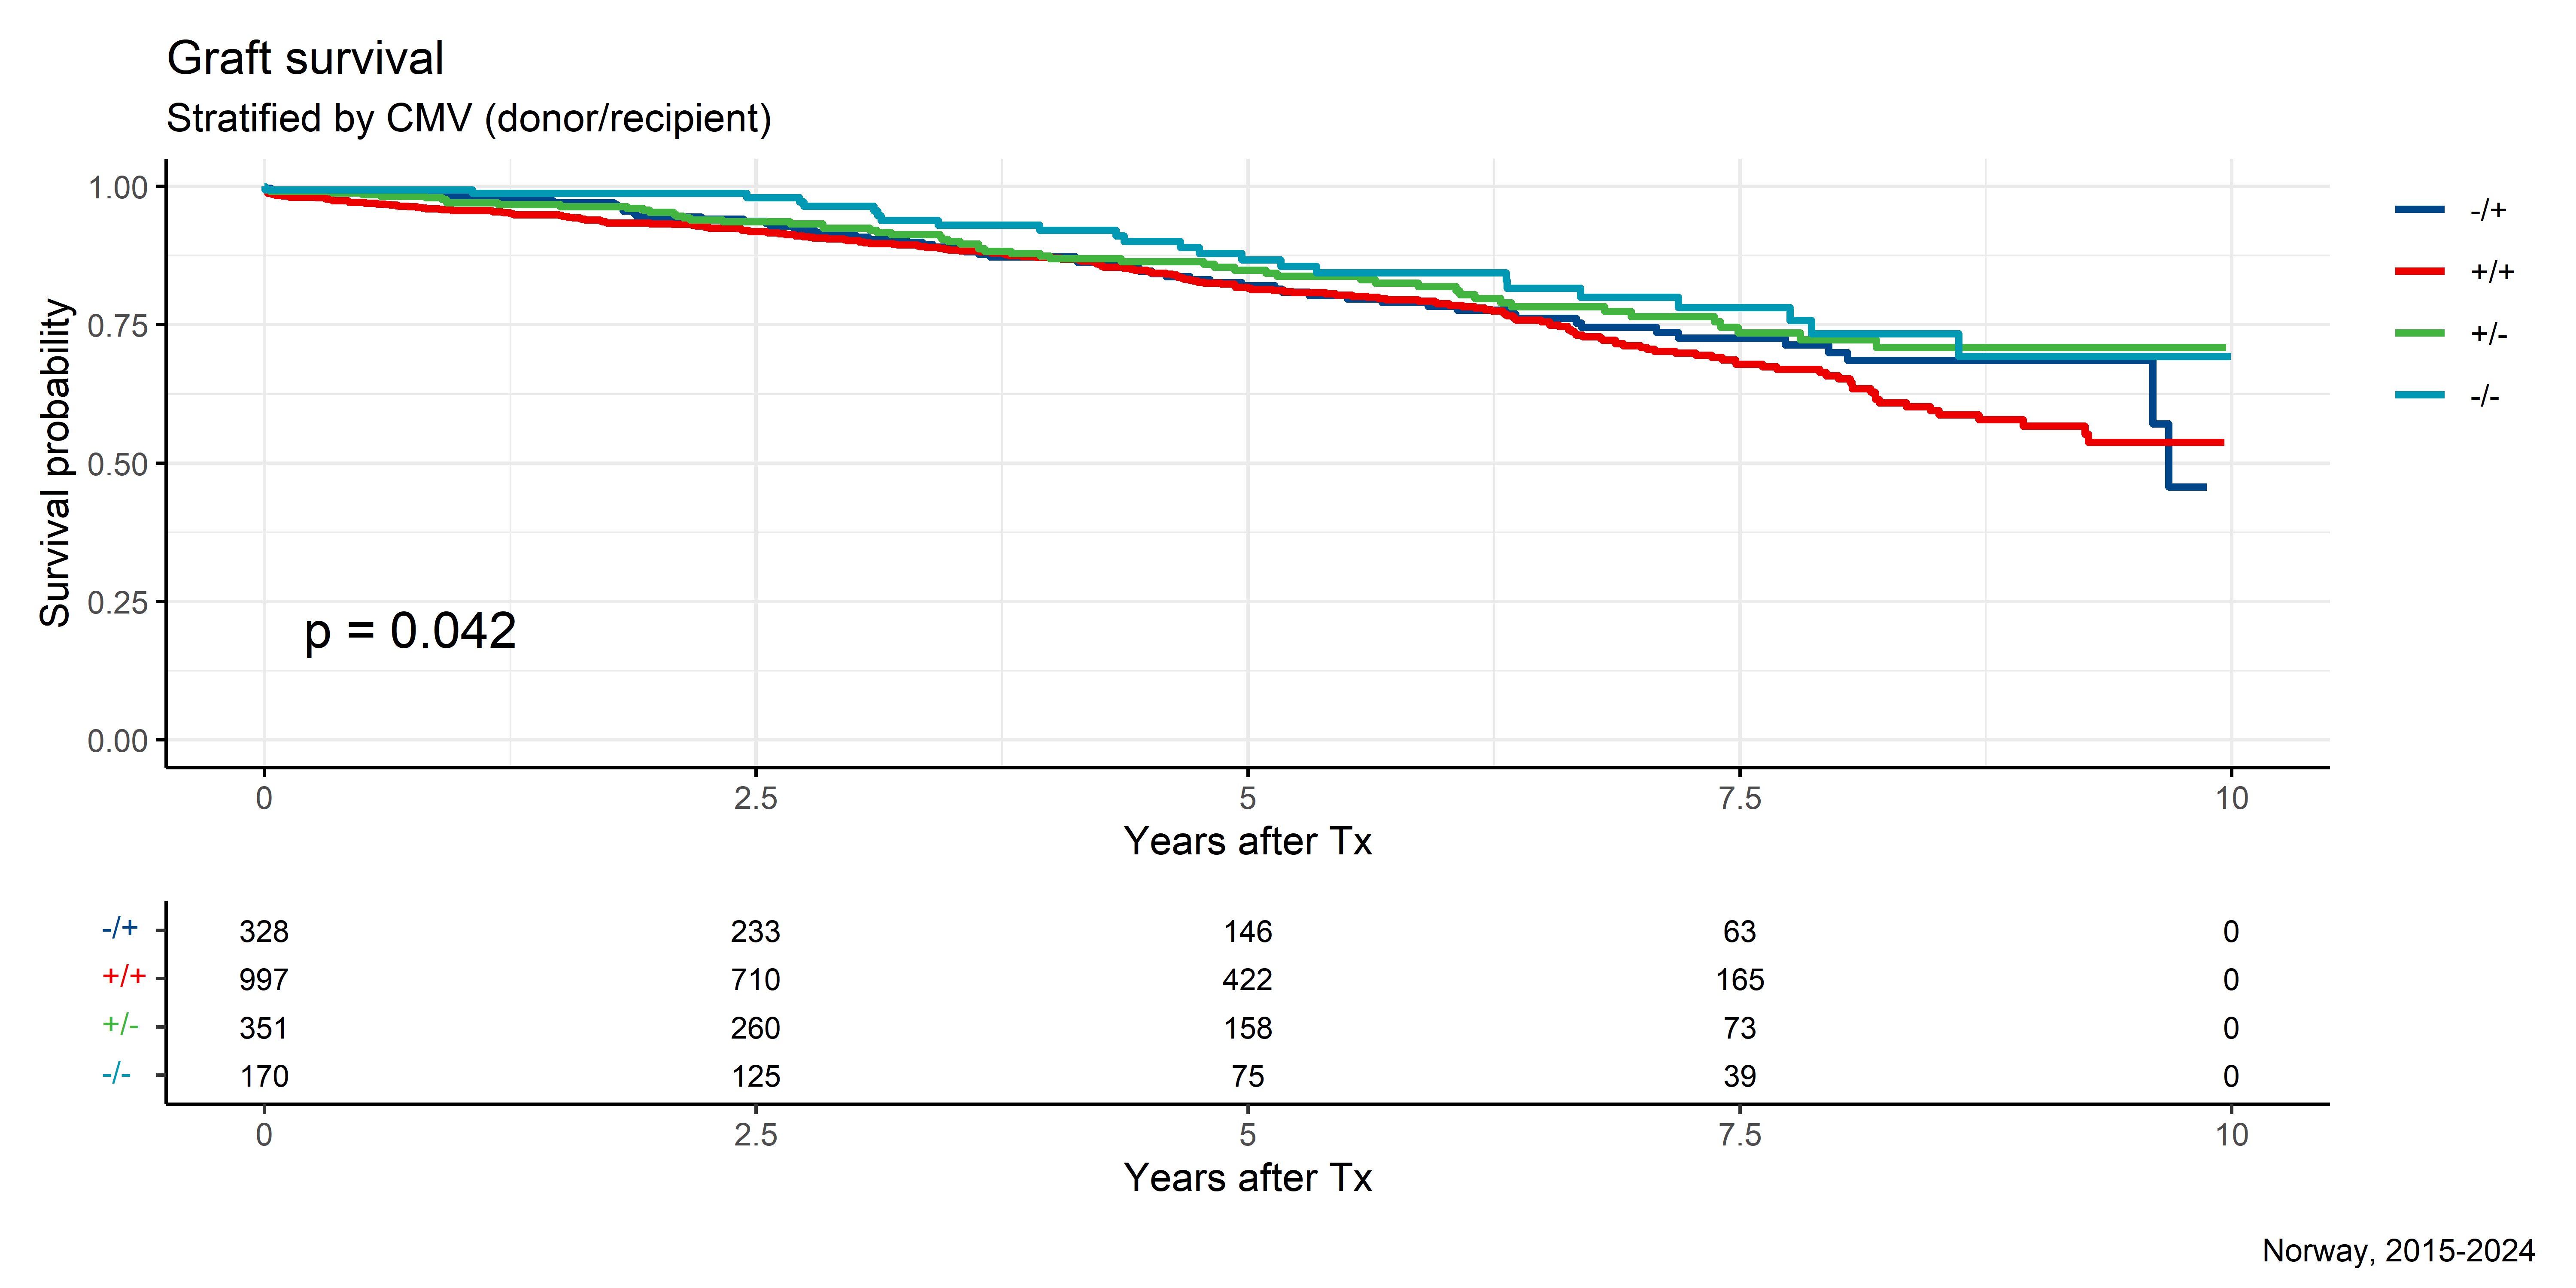 Graft survival
Stratified by CMV (donor/recipient)
Survival probability
1.00
0.75
0.50
0.25
0.00
p = 0.042
0 2.5 5 7.5 10
Years after Tx
-/+
+/+
+/-
-/-
-/+ 328 233 146 63 0
+/+ 997 710 422 165 0
+/- 351 260 158 73 0
-/- 170 125 75 39 0
0 2.5 5 7.5 10
Years after Tx
Norway, 2015-2024